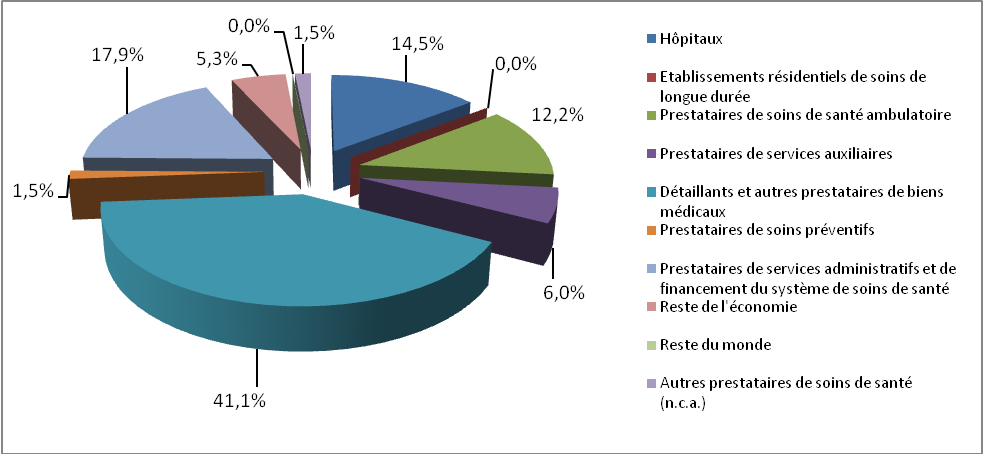 0,0%
1,5%
14,5%
17,9%
5,3%
0,0%
12,2%
1,5%
6,0%
41,1%
Hôpitaux
Etablissements résidentiels de soins de
longue durée
Prestataires de soins de santé ambulatoire
Prestataires de services auxiliaires
Détaillants et autres prestataires de biens
médicaux
Prestataires de soins préventifs
Prestataires de services administratifs et de
financement du système de soins de santé
Reste de l'économie
Reste du monde
Autres prestataires de soins de santé
(n.c.a.)